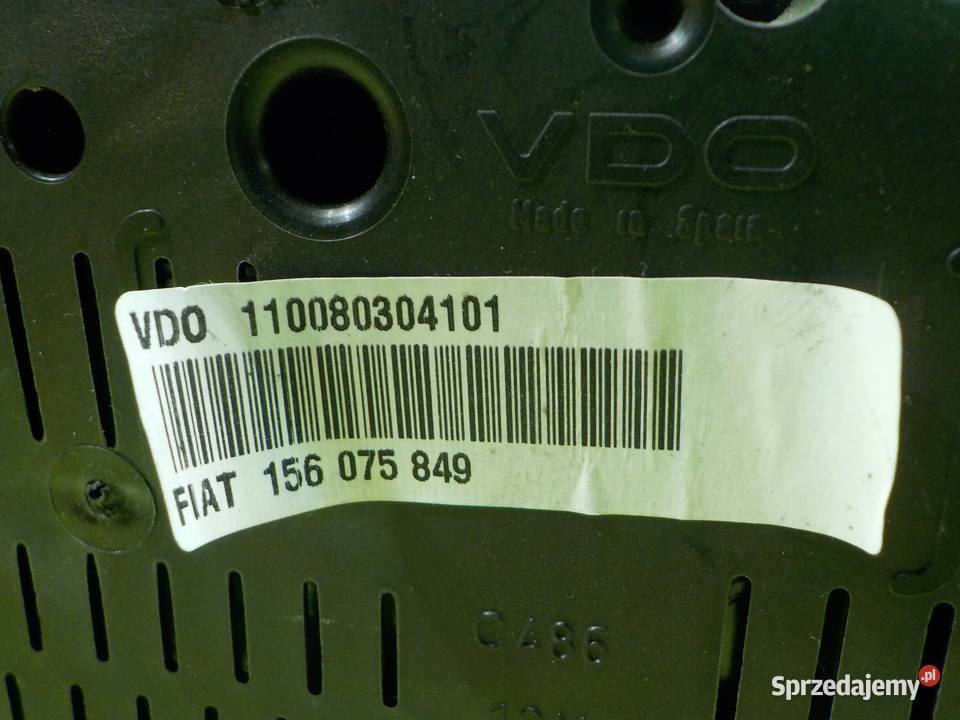 VDO
Made in Spain
VDO 110080304101
FIAT 156 075 849
C486
Sprzedajemy.pl